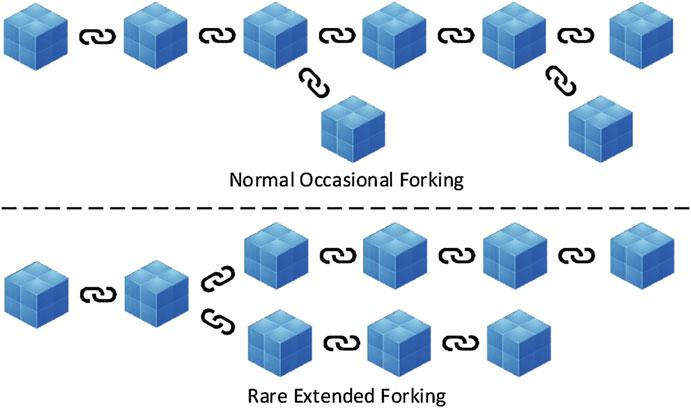 Normal Occasional Forking
Rare Extended Forking